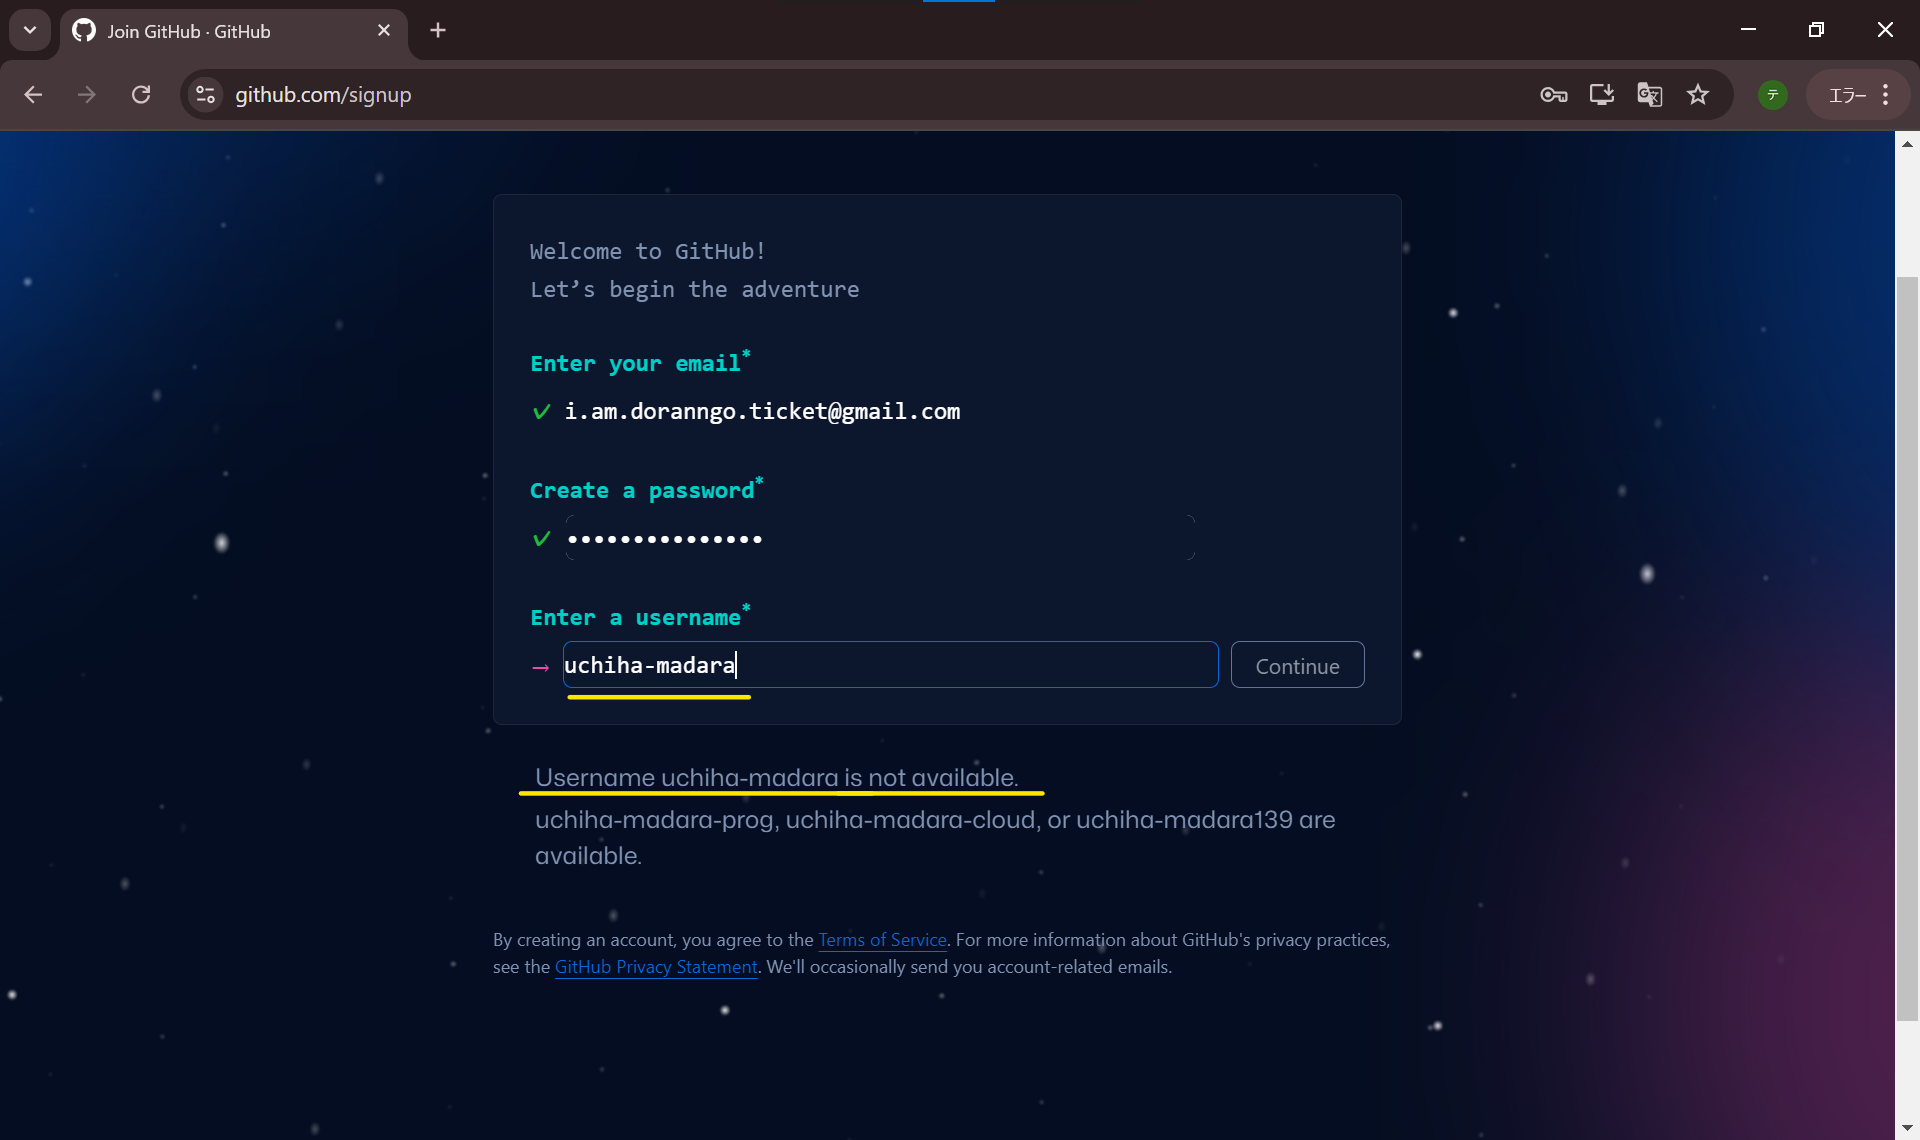 Join GitHub · GitHub
github.com/signup
テ
エラー
Welcome to GitHub!
Let’s begin the adventure
Enter your email*
✓ i.am.doranngo.ticket@gmail.com
Create a password*
✓ •••••••••••••••
Enter a username*
→ uchiha-madara
Continue
Username uchiha-madara is not available.
uchiha-madara-prog, uchiha-madara-cloud, or uchiha-madara139 are
available.
By creating an account, you agree to the Terms of Service. For more information about GitHub's privacy practices,
see the GitHub Privacy Statement. We'll occasionally send you account-related emails.